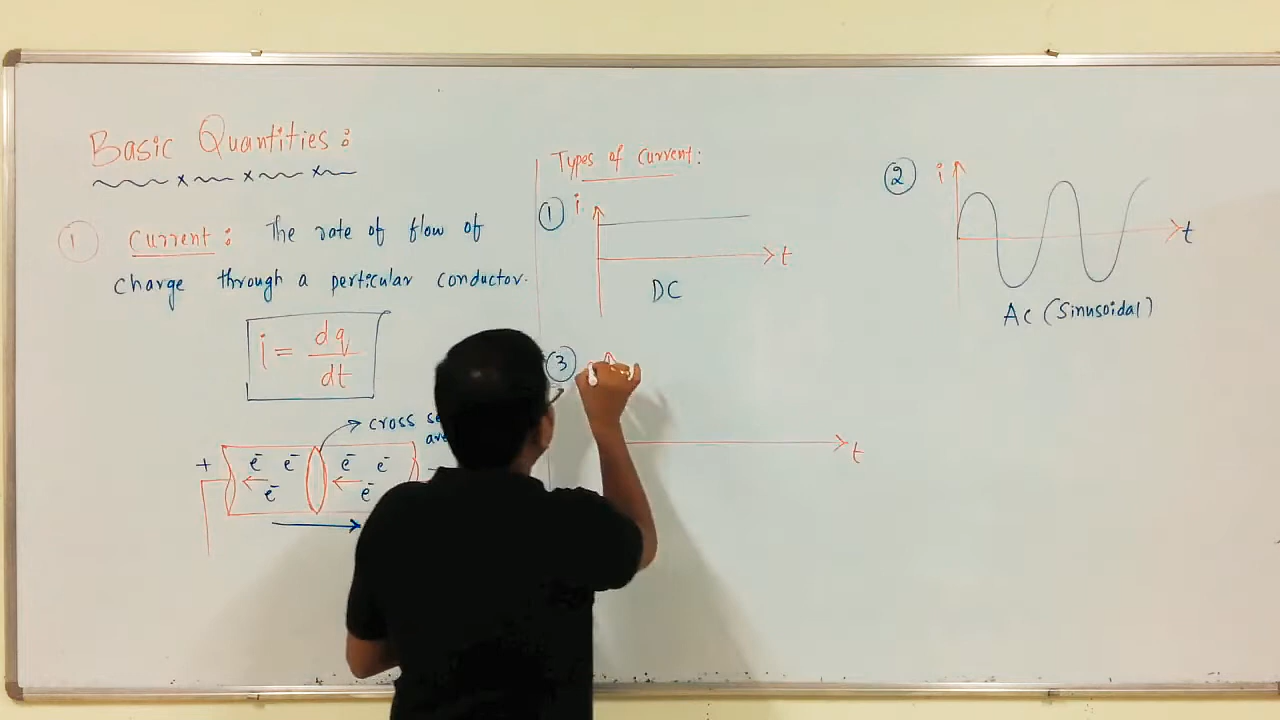 Basic Quantities:
1 Current: The rate of flow of
charge through a perticular conductor.
i = dq
dt
cross
+ e⁻ e⁻ e⁻ e⁻
e⁻ e⁻
Types of Current:
1 i
t
DC
2 i
t
AC (Sinusoidal)
3
t